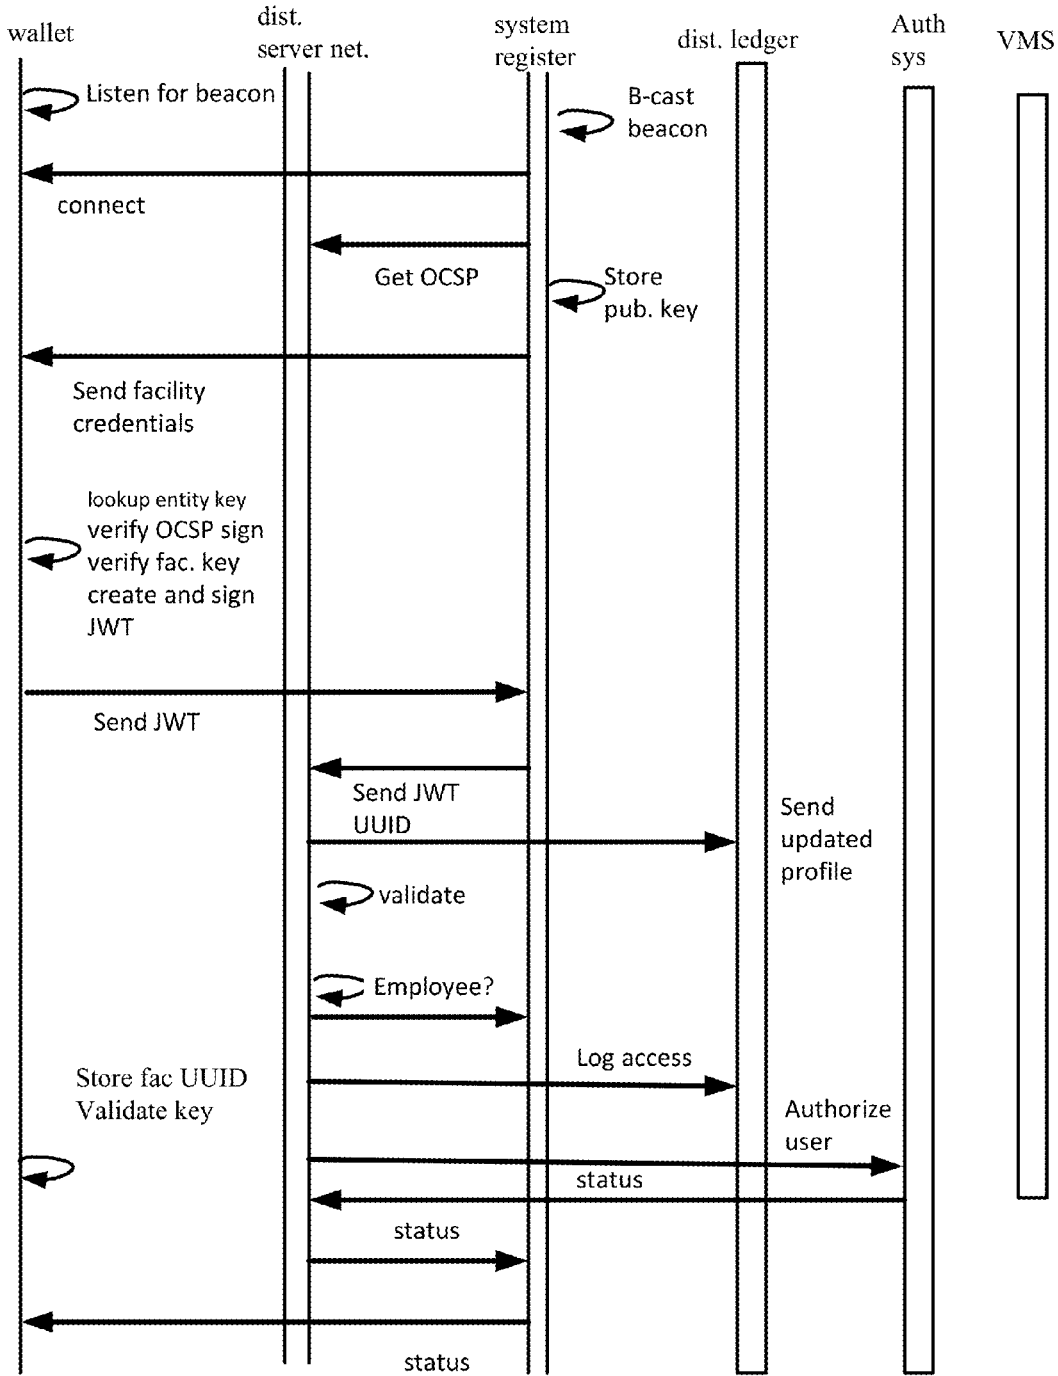 wallet
dist.
server net.
system
register
dist. ledger
Auth
sys
VMS
Listen for beacon
B-cast
beacon
connect
Get OCSP
Store
pub. key
Send facility
credentials
lookup entity key
verify OCSP sign
verify fac. key
create and sign
JWT
Send JWT
Send JWT
UUID
Send
updated
profile
validate
Employee?
Log access
Store fac UUID
Validate key
Authorize
user
status
status
status